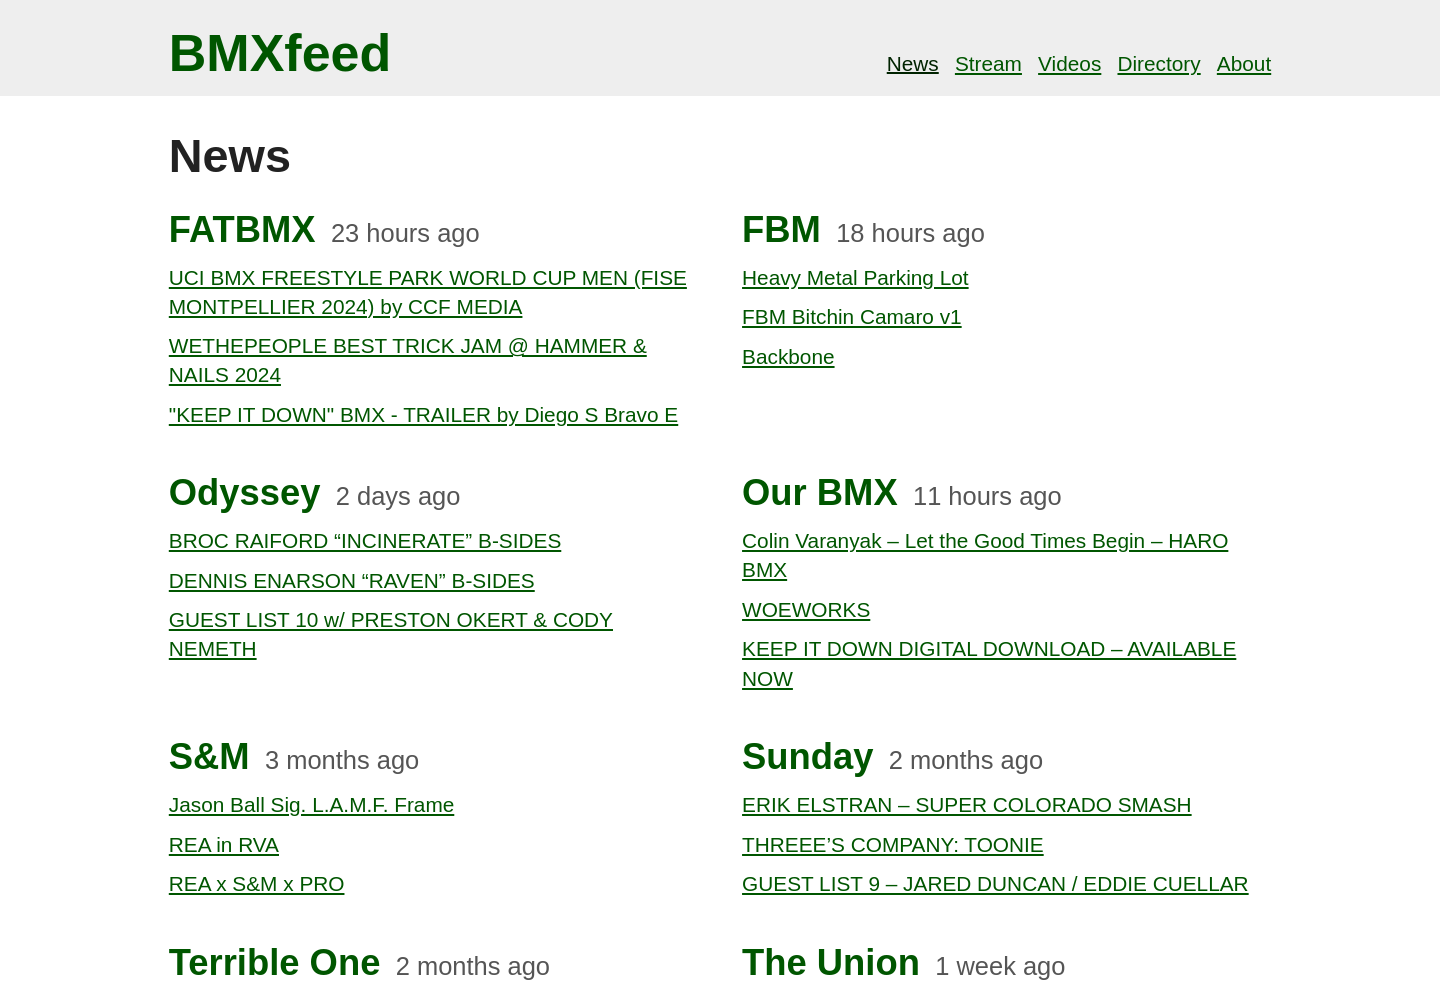 BMXfeed
News Stream Videos Directory About
News
FATBMX 23 hours ago
UCI BMX FREESTYLE PARK WORLD CUP MEN (FISE
MONTPELLIER 2024) by CCF MEDIA
WETHEPEOPLE BEST TRICK JAM @ HAMMER &
NAILS 2024
"KEEP IT DOWN" BMX - TRAILER by Diego S Bravo E
FBM 18 hours ago
Heavy Metal Parking Lot
FBM Bitchin Camaro v1
Backbone
Odyssey 2 days ago
BROC RAIFORD “INCINERATE” B-SIDES
DENNIS ENARSON “RAVEN” B-SIDES
GUEST LIST 10 w/ PRESTON OKERT & CODY
NEMETH
Our BMX 11 hours ago
Colin Varanyak – Let the Good Times Begin – HARO
BMX
WOEWORKS
KEEP IT DOWN DIGITAL DOWNLOAD – AVAILABLE
NOW
S&M 3 months ago
Jason Ball Sig. L.A.M.F. Frame
REA in RVA
REA x S&M x PRO
Sunday 2 months ago
ERIK ELSTRAN – SUPER COLORADO SMASH
THREEE’S COMPANY: TOONIE
GUEST LIST 9 – JARED DUNCAN / EDDIE CUELLAR
Terrible One 2 months ago
The Union 1 week ago